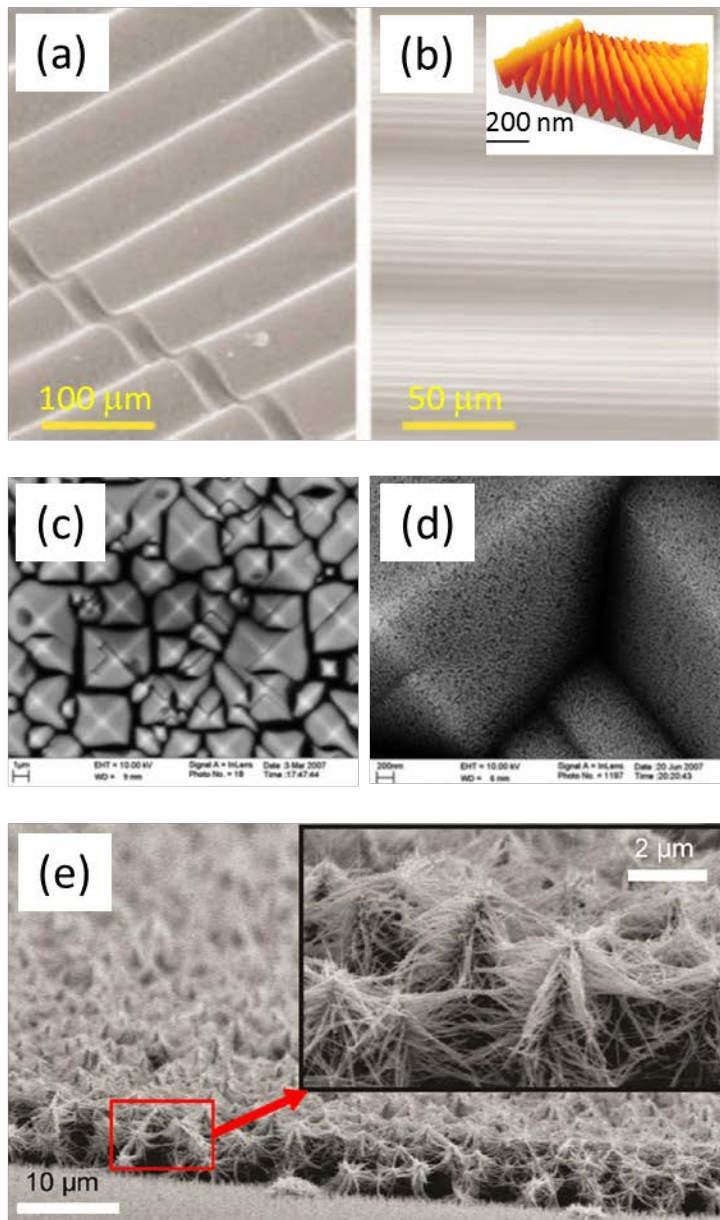 (a)
100 μm
(b)
200 nm
50 μm
(c)
1µm
EHT = 10.00 kV
WD = 9 mm
Signal A = InLens
Photo No. = 18
Date :3 Mar 2007
Time :17:47:44
(d)
200nm
EHT = 10.00 kV
WD = 6 mm
Signal A = InLens
Photo No. = 1197
Date :20 Jun 2007
Time :20:20:43
(e)
2 µm
10 µm